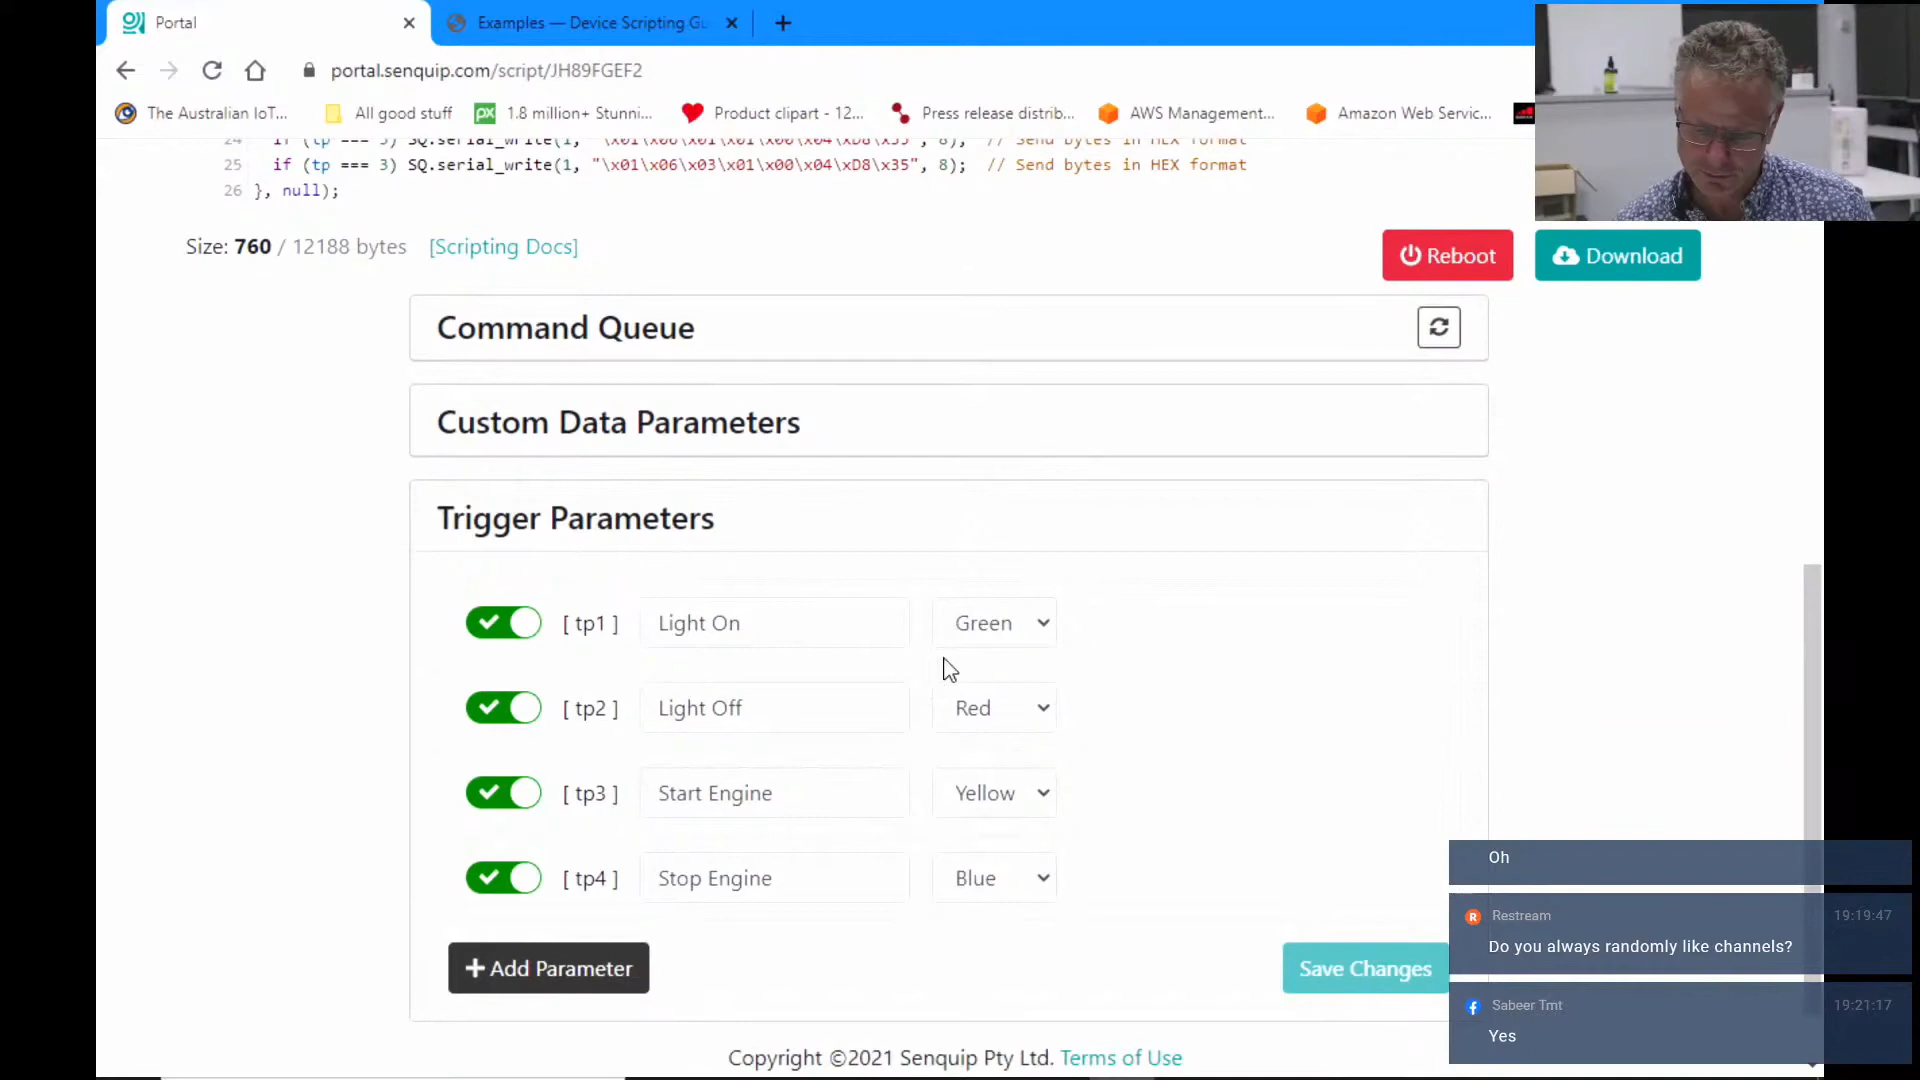 Portal
Examples — Device Scripting Gu
portal.senquip.com/script/JH89FGEF2
The Australian IoT...
All good stuff
px
1.8 million+ Stunni...
Product clipart - 12...
Press release distrib...
AWS Management...
Amazon Web Servic...
25 if (tp === 3) SQ.serial_write(1, "\x01\x06\x03\x01\x00\x04\xD8\x35", 8); // Send bytes in HEX format
26 }, null);
Size: 760 / 12188 bytes [Scripting Docs]
Reboot
Download
Command Queue
Custom Data Parameters
Trigger Parameters
[ tp1 ] Light On Green
[ tp2 ] Light Off Red
[ tp3 ] Start Engine Yellow
[ tp4 ] Stop Engine Blue
+ Add Parameter
Save Changes
Oh
R Restream 19:19:47
Do you always randomly like channels?
Sabeer Tmt 19:21:17
Yes
Copyright ©2021 Senquip Pty Ltd. Terms of Use